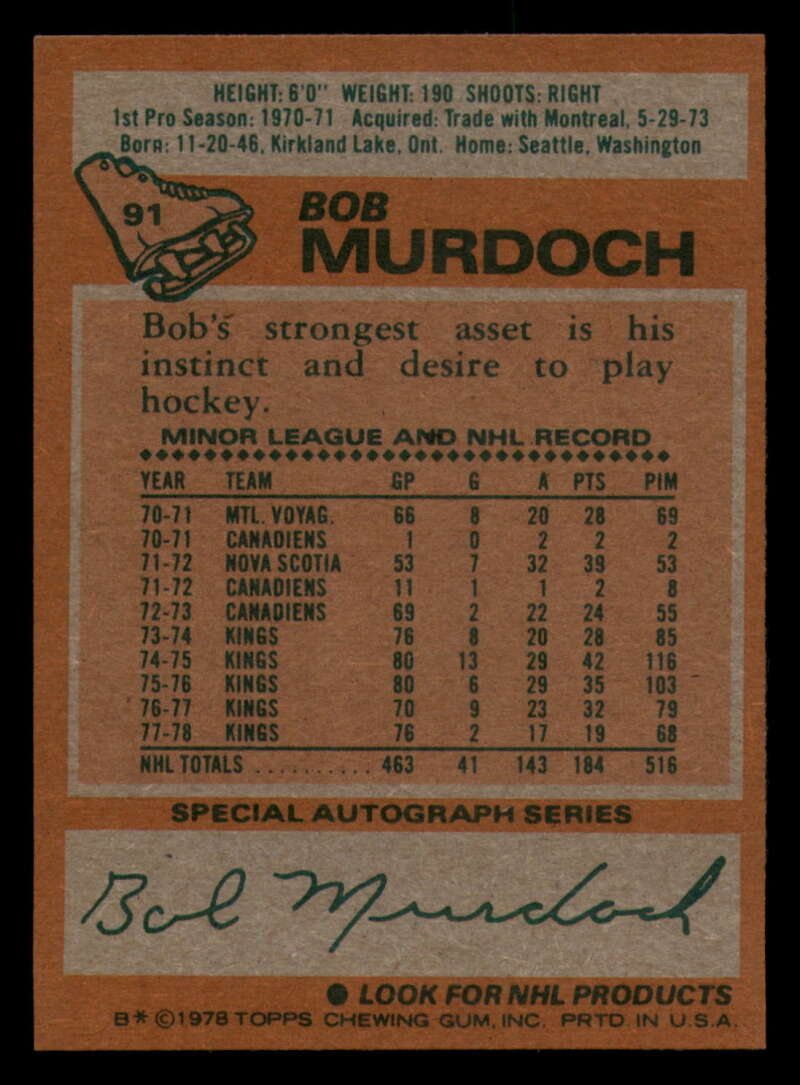 HEIGHT: 6'0" WEIGHT: 190 SHOOTS: RIGHT
1st Pro Season: 1970-71 Acquired: Trade with Montreal, 5-29-73
Born: 11-20-46, Kirkland Lake, Ont. Home: Seattle, Washington
91
BOB
MURDOCH
Bob's strongest asset is his
instinct and desire to play
hockey.
MINOR LEAGUE AND NHL RECORD
YEAR TEAM GP G A PTS PIM
70-71 MTL. VOYAG. 66 8 20 28 69
70-71 CANADIENS 1 0 2 2 2
71-72 NOVA SCOTIA 53 7 32 39 53
71-72 CANADIENS 11 1 1 2 8
72-73 CANADIENS 69 2 22 24 55
73-74 KINGS 76 8 20 28 85
74-75 KINGS 80 13 29 42 116
75-76 KINGS 80 6 29 35 103
76-77 KINGS 70 9 23 32 79
77-78 KINGS 76 2 17 19 68
NHL TOTALS .......... 463 41 143 184 516
SPECIAL AUTOGRAPH SERIES
Bob Murdoch
● LOOK FOR NHL PRODUCTS
B* ©1978 TOPPS CHEWING GUM, INC. PRTD IN U.S.A.